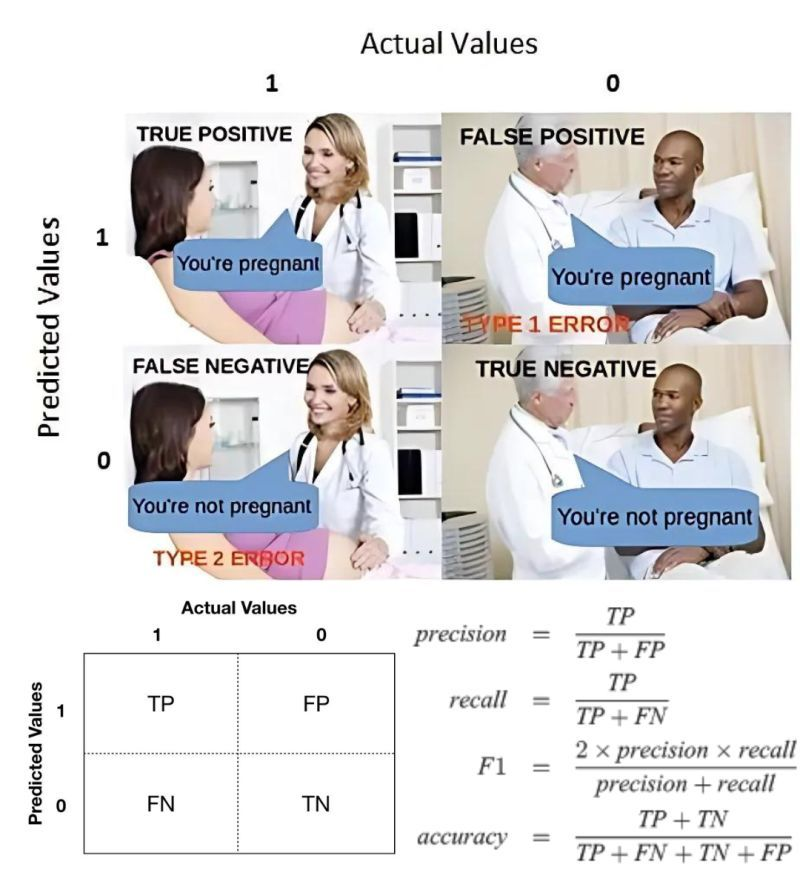 Actual Values
1 0
Predicted Values
1
TRUE POSITIVE
You're pregnant
FALSE POSITIVE
You're pregnant
TYPE 1 ERROR
0
FALSE NEGATIVE
You're not pregnant
TYPE 2 ERROR
TRUE NEGATIVE
You're not pregnant
Actual Values
1 0
Predicted Values
1 TP FP
0 FN TN
precision = TP / TP + FP
recall = TP / TP + FN
F1 = 2 × precision × recall / precision + recall
accuracy = TP + TN / TP + FN + TN + FP